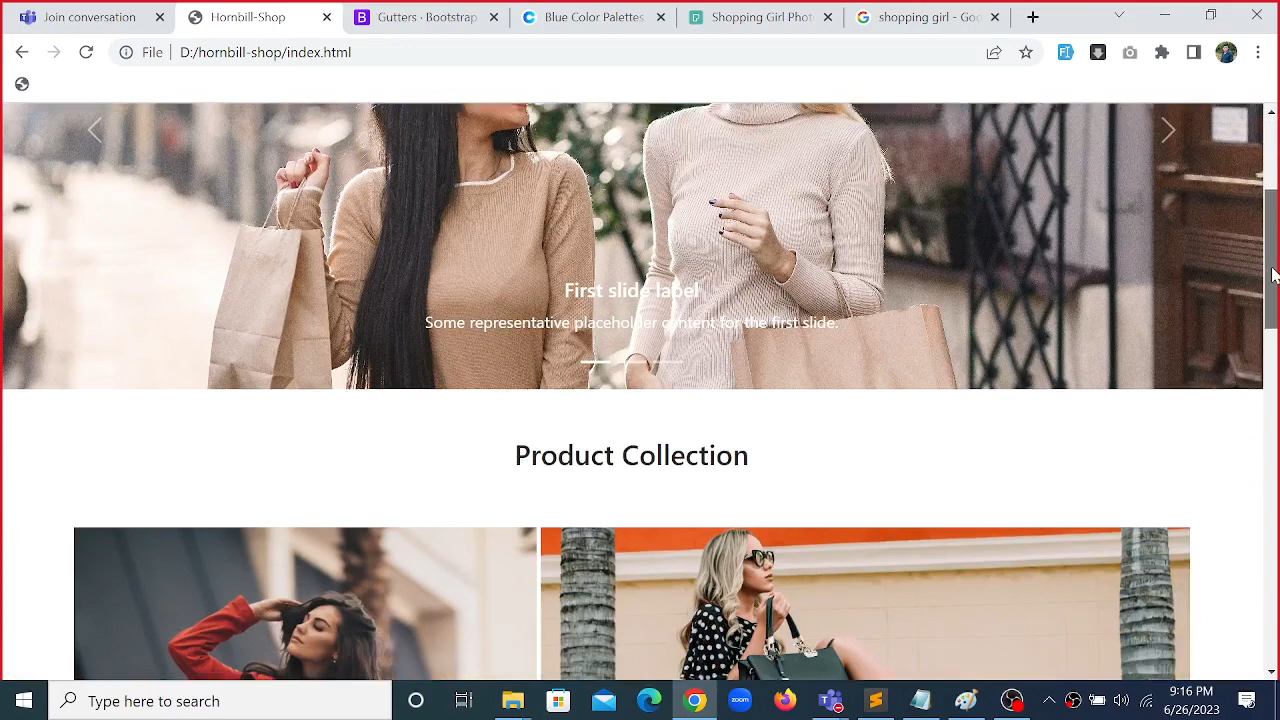 Join conversation
Hornbill-Shop
Gutters · Bootstrap
Blue Color Palettes
Shopping Girl Phot
shopping girl - Goo
File
D:/hornbill-shop/index.html
First slide label
Some representative placeholder content for the first slide.
Product Collection
Type here to search
zoom
9:16 PM
6/26/2023